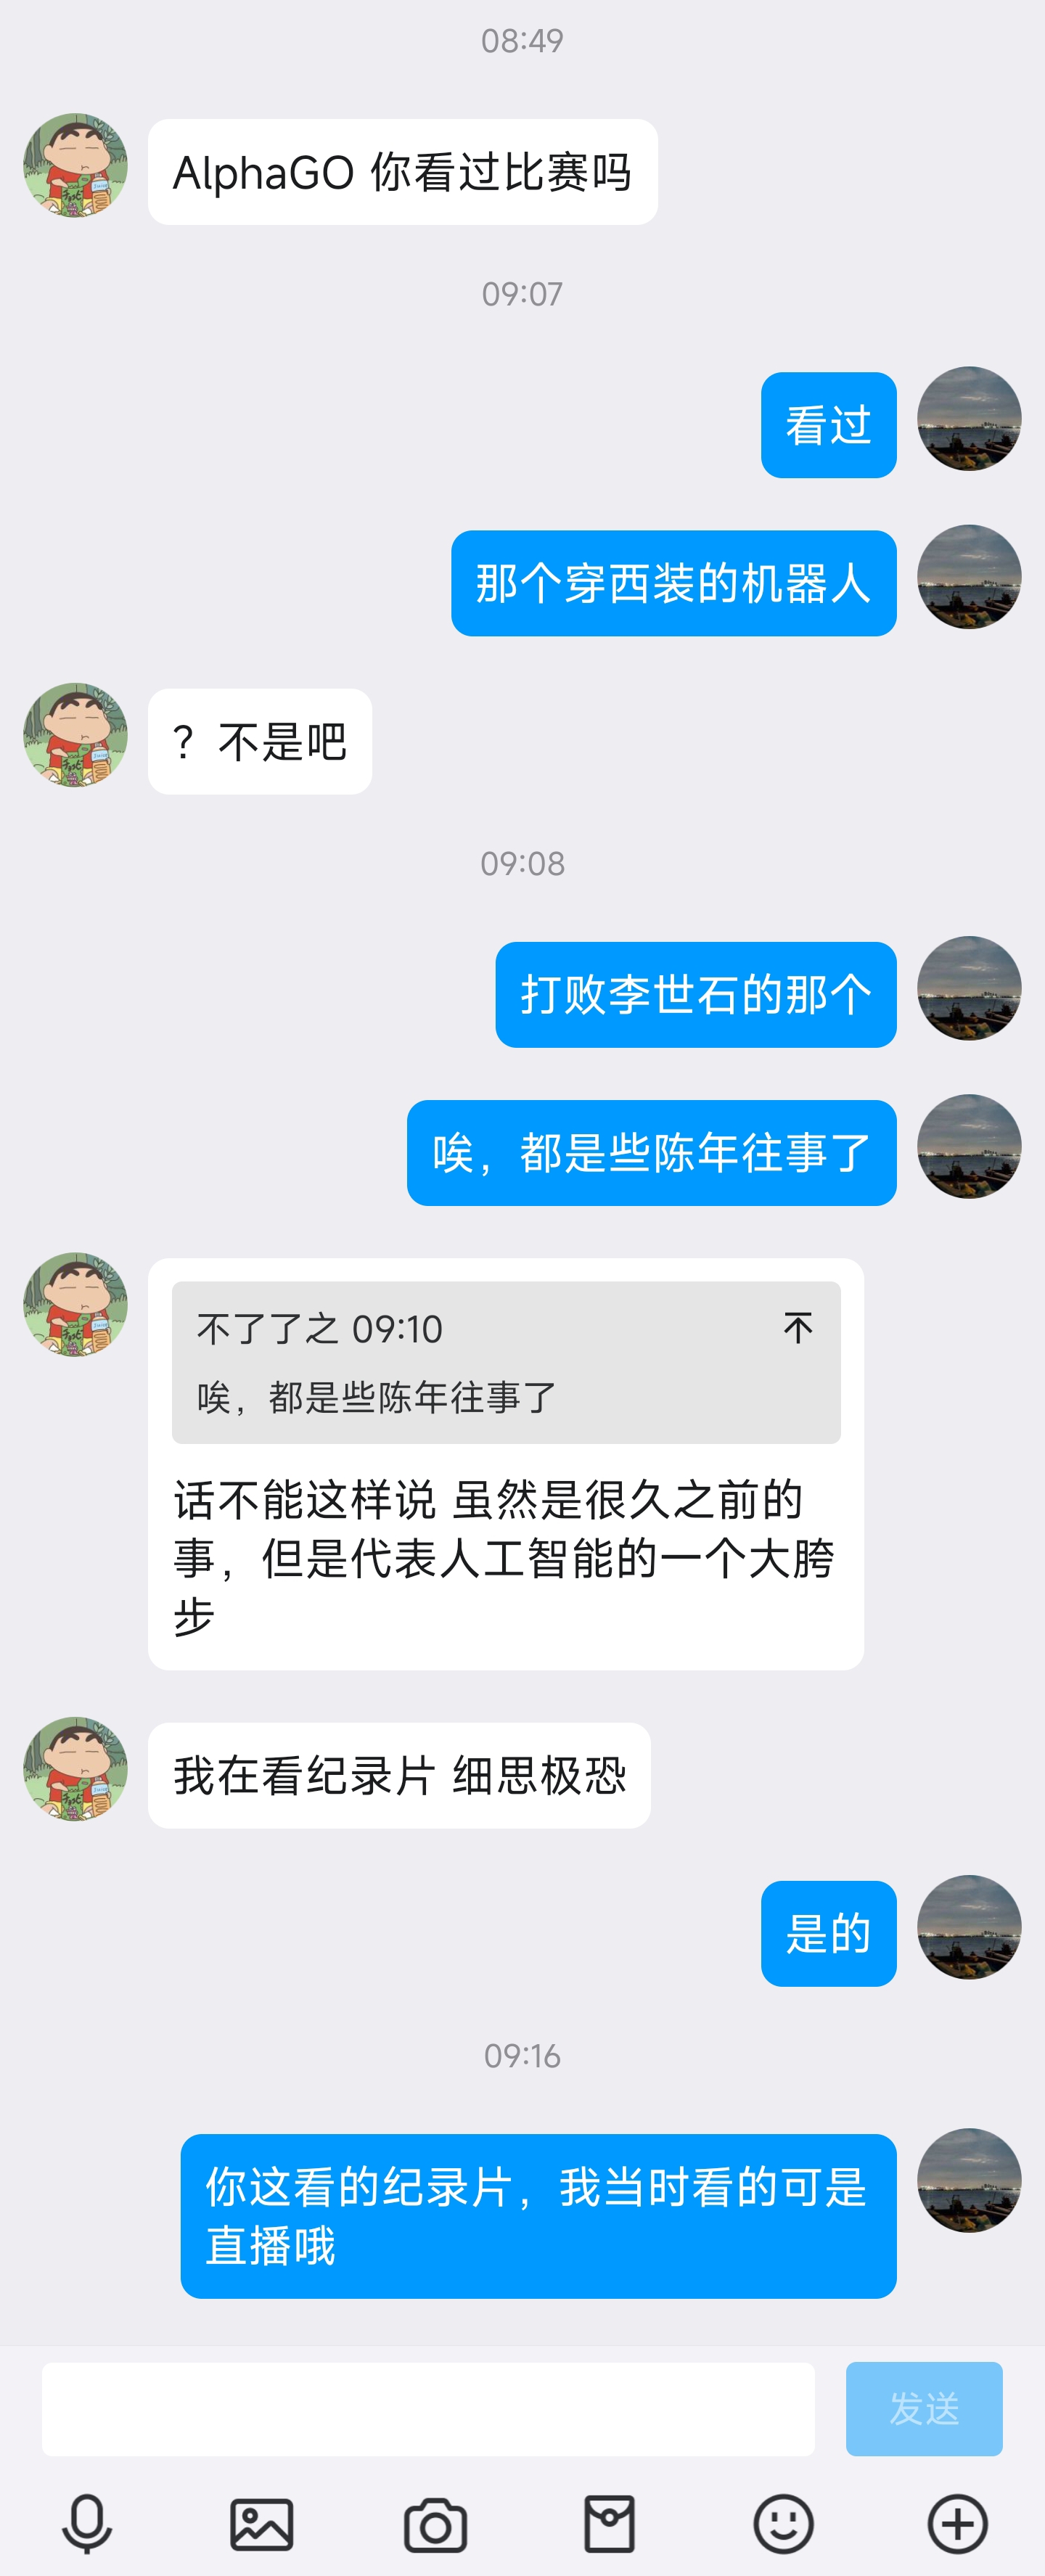 08:49
AlphaGO 你看过比赛吗
09:07
看过
那个穿西装的机器人
？不是吧
09:08
打败李世石的那个
唉，都是些陈年往事了
不了了之 09:10
唉，都是些陈年往事了
话不能这样说 虽然是很久之前的
事，但是代表人工智能的一个大胯
步
我在看纪录片 细思极恐
是的
09:16
你这看的纪录片，我当时看的可是
直播哦
发送